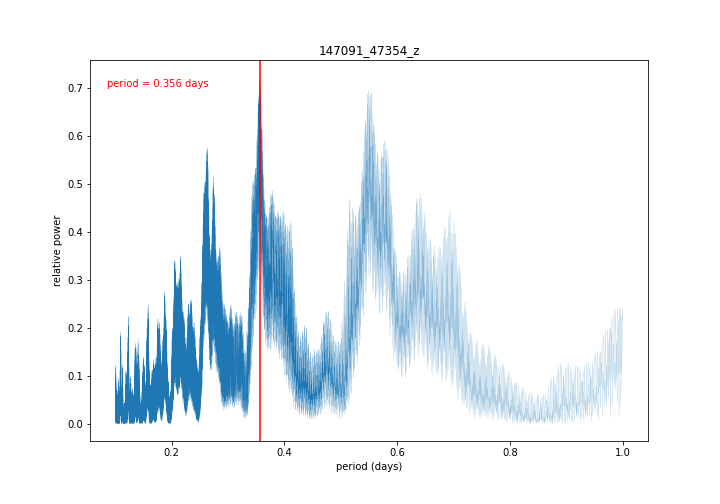 147091_47354_z
period = 0.356 days
relative power
0.7
0.6
0.5
0.4
0.3
0.2
0.1
0.0
0.2 0.4 0.6 0.8 1.0
period (days)